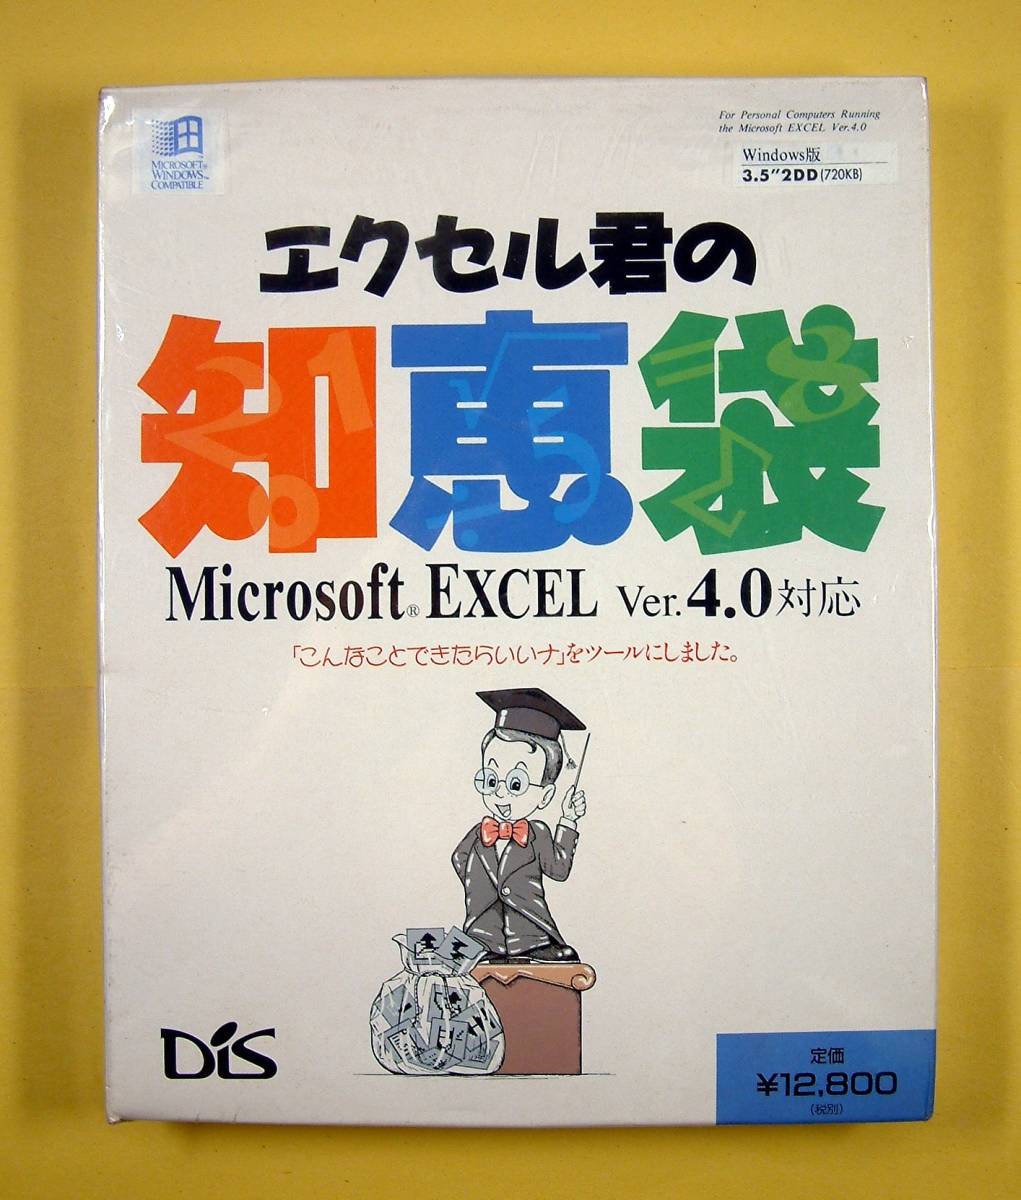 MICROSOFT®
WINDOWS™
COMPATIBLE
For Personal Computers Running
the Microsoft EXCEL Ver.4.0
Windows版
3.5″2DD(720KB)
エクセル君の
知恵袋
Microsoft® EXCEL Ver. 4.0対応
「こんなことできたらいいナ」をツールにしました。
DiS
定価
¥12,800
(税別)